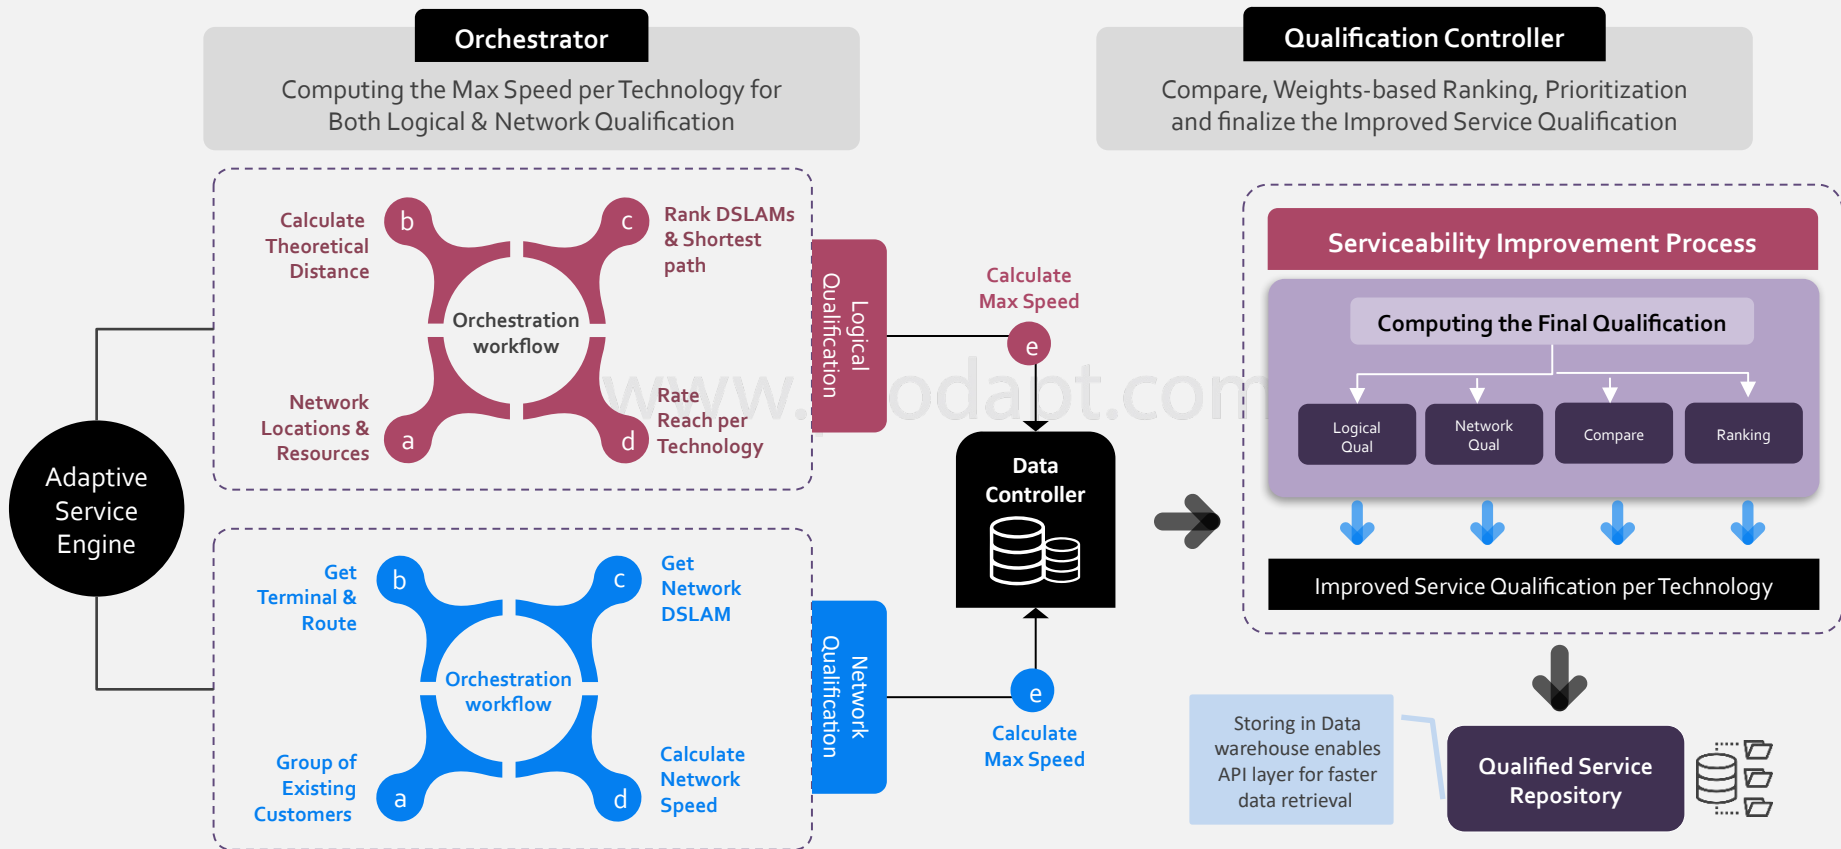 Orchestrator
Computing the Max Speed per Technology for
Both Logical & Network Qualification
Qualification Controller
Compare, Weights-based Ranking, Prioritization
and finalize the Improved Service Qualification
Adaptive
Service
Engine
b
Calculate
Theoretical
Distance
c
Rank DSLAMs
& Shortest
path
Orchestration
workflow
a
Network
Locations &
Resources
d
Rate
Reach per
Technology
Logical
Qualification
Calculate
Max Speed
e
www.prodapt.com
Data
Controller
b
Get
Terminal &
Route
c
Get
Network
DSLAM
Orchestration
workflow
a
Group of
Existing
Customers
d
Calculate
Network
Speed
Network
Qualification
e
Calculate
Max Speed
Serviceability Improvement Process
Computing the Final Qualification
Logical
Qual
Network
Qual
Compare
Ranking
Improved Service Qualification per Technology
Storing in Data
warehouse enables
API layer for faster
data retrieval
Qualified Service
Repository